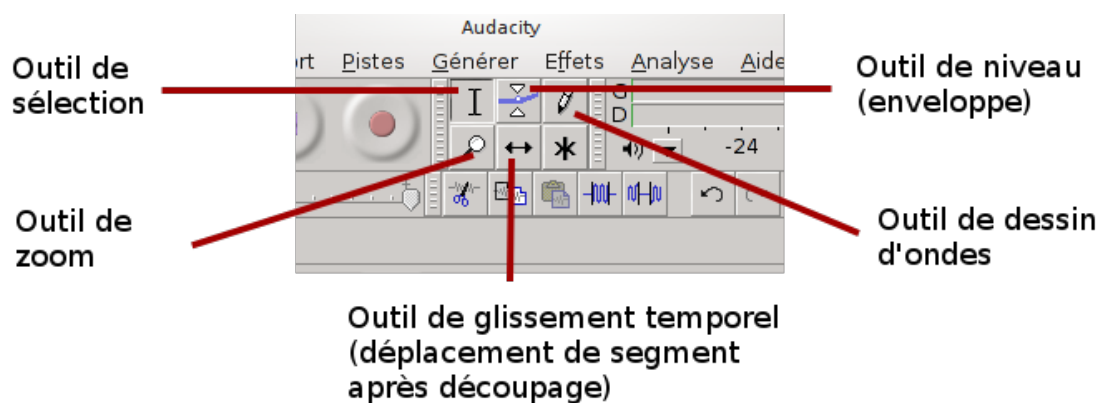 Audacity
ort Pistes Générer Effets Analyse Aide
Outil de
sélection
Outil de niveau
(enveloppe)
G
D
-24
Outil de
zoom
Outil de dessin
d'ondes
Outil de glissement temporel
(déplacement de segment
après découpage)